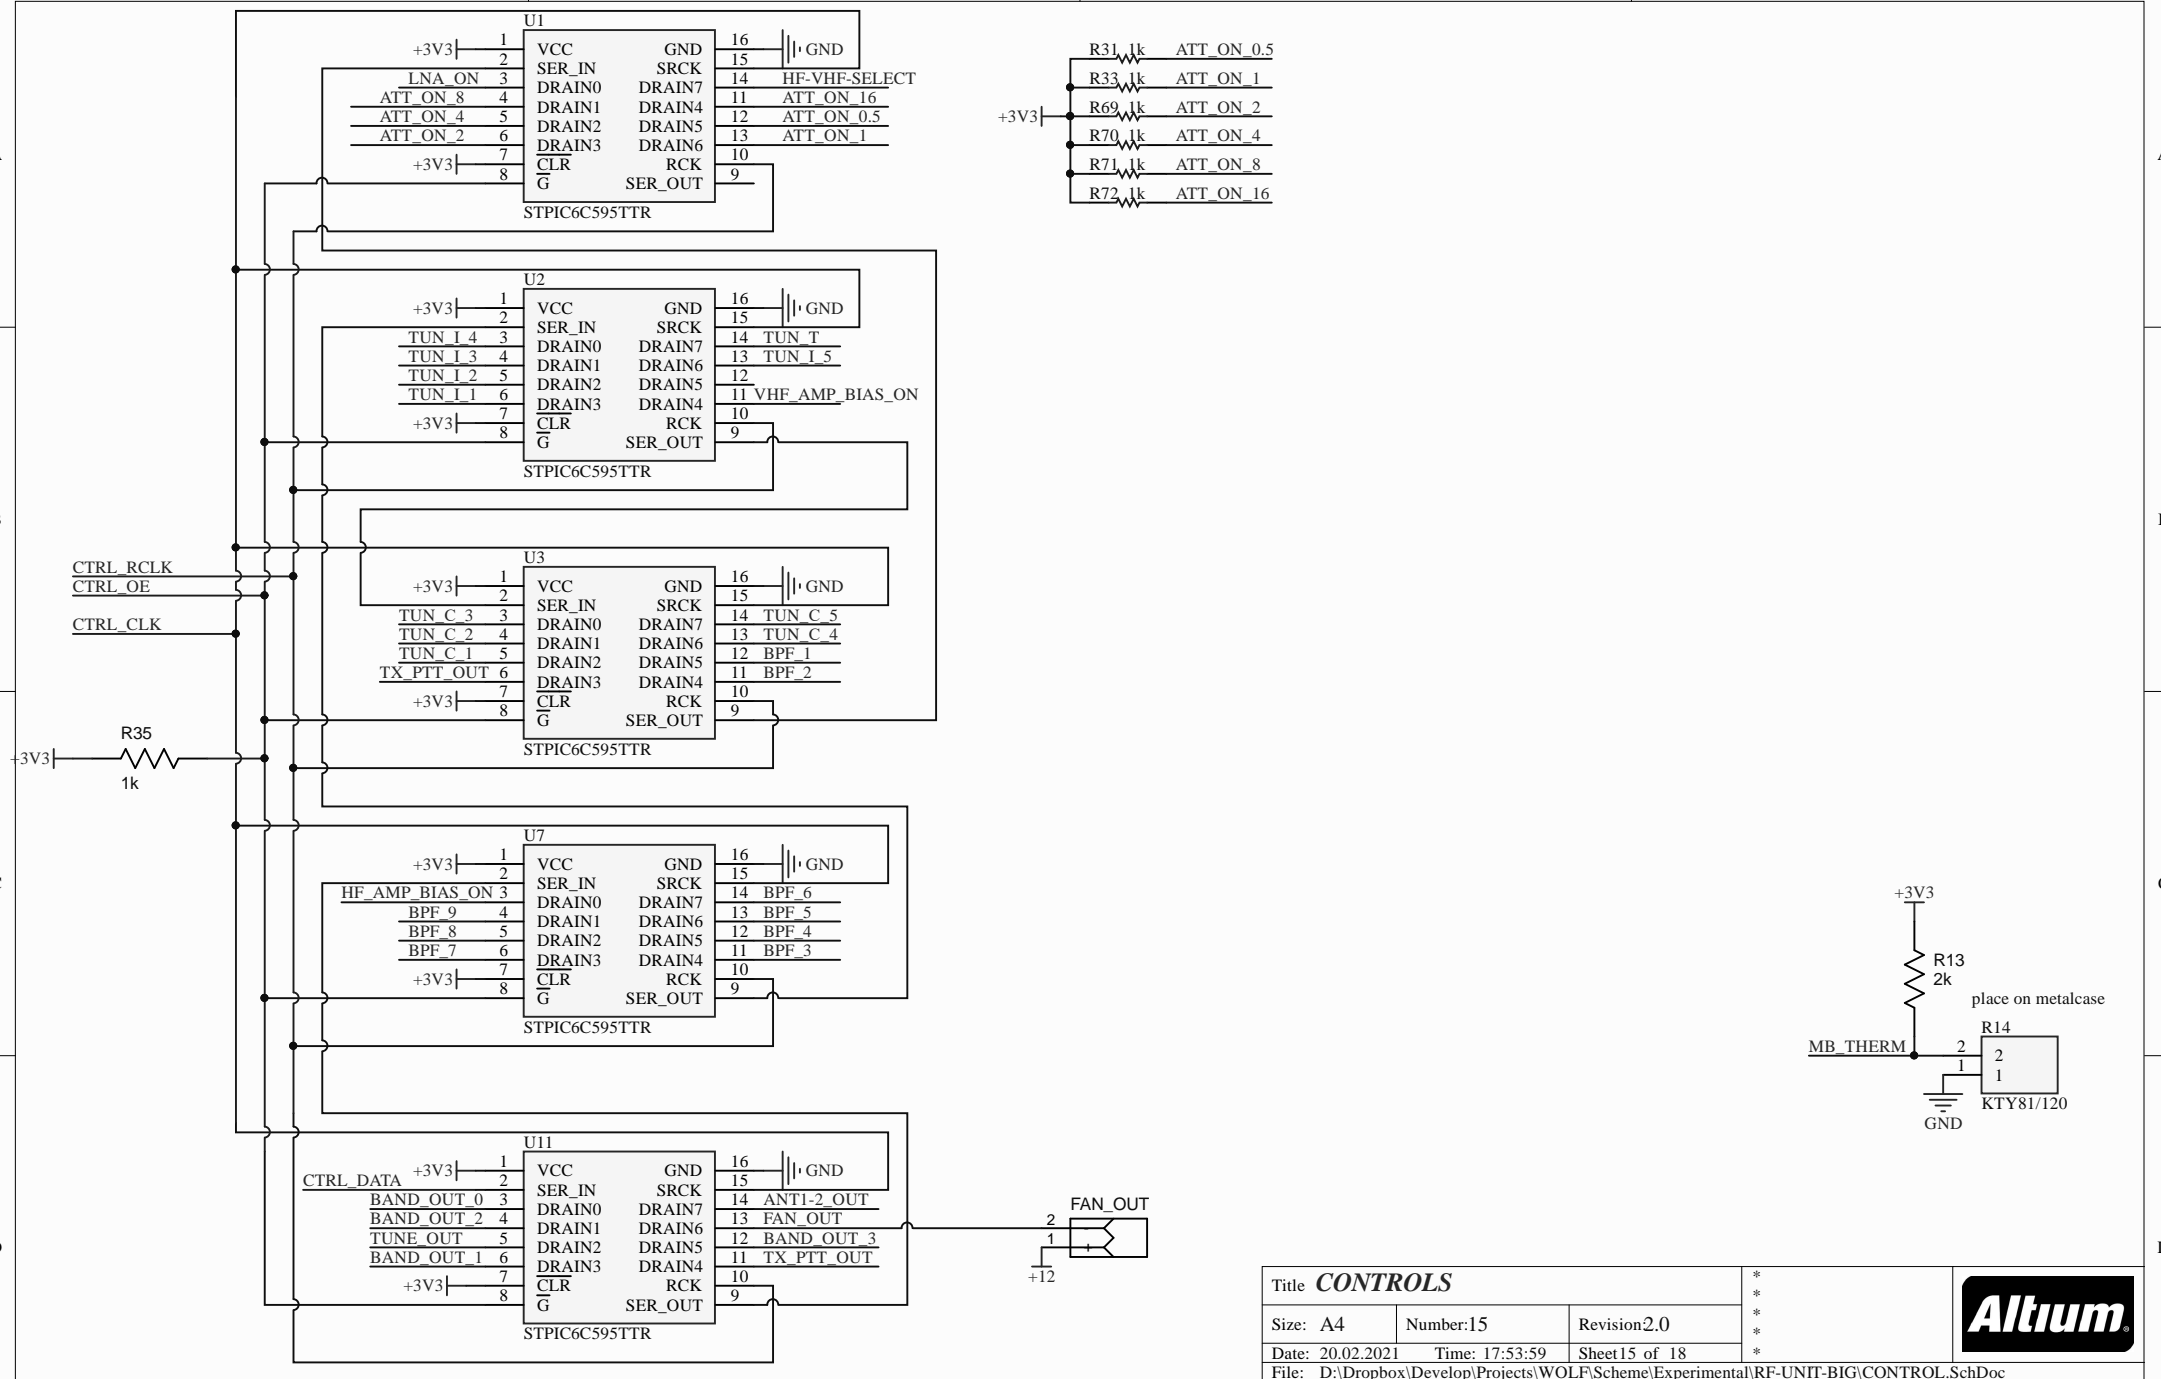 U1
+3V3 1 VCC GND 16 GND
2 SER_IN SRCK 15
LNA_ON 3 DRAIN0 DRAIN7 14 HF-VHF-SELECT
ATT_ON_8 4 DRAIN1 DRAIN4 11 ATT_ON_16
ATT_ON_4 5 DRAIN2 DRAIN5 12 ATT_ON_0.5
ATT_ON_2 6 DRAIN3 DRAIN6 13 ATT_ON_1
+3V3 7 CLR RCK 10
8 G SER_OUT 9
STPIC6C595TTR
R31 1k ATT_ON_0.5
R33 1k ATT_ON_1
+3V3 R69 1k ATT_ON_2
R70 1k ATT_ON_4
R71 1k ATT_ON_8
R72 1k ATT_ON_16
U2
+3V3 1 VCC GND 16 GND
2 SER_IN SRCK 15
TUN_I_4 3 DRAIN0 DRAIN7 14 TUN_T
TUN_I_3 4 DRAIN1 DRAIN6 13 TUN_I_5
TUN_I_2 5 DRAIN2 DRAIN5 12
TUN_I_1 6 DRAIN3 DRAIN4 11 VHF_AMP_BIAS_ON
+3V3 7 CLR RCK 10
8 G SER_OUT 9
STPIC6C595TTR
CTRL_RCLK
CTRL_OE
CTRL_CLK
U3
+3V3 1 VCC GND 16 GND
2 SER_IN SRCK 15
TUN_C_3 3 DRAIN0 DRAIN7 14 TUN_C_5
TUN_C_2 4 DRAIN1 DRAIN6 13 TUN_C_4
TUN_C_1 5 DRAIN2 DRAIN5 12 BPF_1
TX_PTT_OUT 6 DRAIN3 DRAIN4 11 BPF_2
+3V3 7 CLR RCK 10
8 G SER_OUT 9
STPIC6C595TTR
R35
+3V3
1k
U7
+3V3 1 VCC GND 16 GND
2 SER_IN SRCK 15
HF_AMP_BIAS_ON 3 DRAIN0 DRAIN7 14 BPF_6
BPF_9 4 DRAIN1 DRAIN6 13 BPF_5
BPF_8 5 DRAIN2 DRAIN5 12 BPF_4
BPF_7 6 DRAIN3 DRAIN4 11 BPF_3
+3V3 7 CLR RCK 10
8 G SER_OUT 9
STPIC6C595TTR
+3V3
R13
2k
place on metalcase
R14
MB_THERM 2 2
1 1
KTY81/120
GND
U11
+3V3 1 VCC GND 16 GND
CTRL_DATA 2 SER_IN SRCK 15
BAND_OUT_0 3 DRAIN0 DRAIN7 14 ANT1-2_OUT
BAND_OUT_2 4 DRAIN1 DRAIN6 13 FAN_OUT
TUNE_OUT 5 DRAIN2 DRAIN5 12 BAND_OUT_3
BAND_OUT_1 6 DRAIN3 DRAIN4 11 TX_PTT_OUT
+3V3 7 CLR RCK 10
8 G SER_OUT 9
STPIC6C595TTR
FAN_OUT
2 -
1 +
+12
Title CONTROLS
Size: A4 Number:15 Revision:2.0
Date: 20.02.2021 Time: 17:53:59 Sheet15 of 18
File: D:\Dropbox\Develop\Projects\WOLF\Scheme\Experimental\RF-UNIT-BIG\CONTROL.SchDoc
*
*
*
*
*
Altium